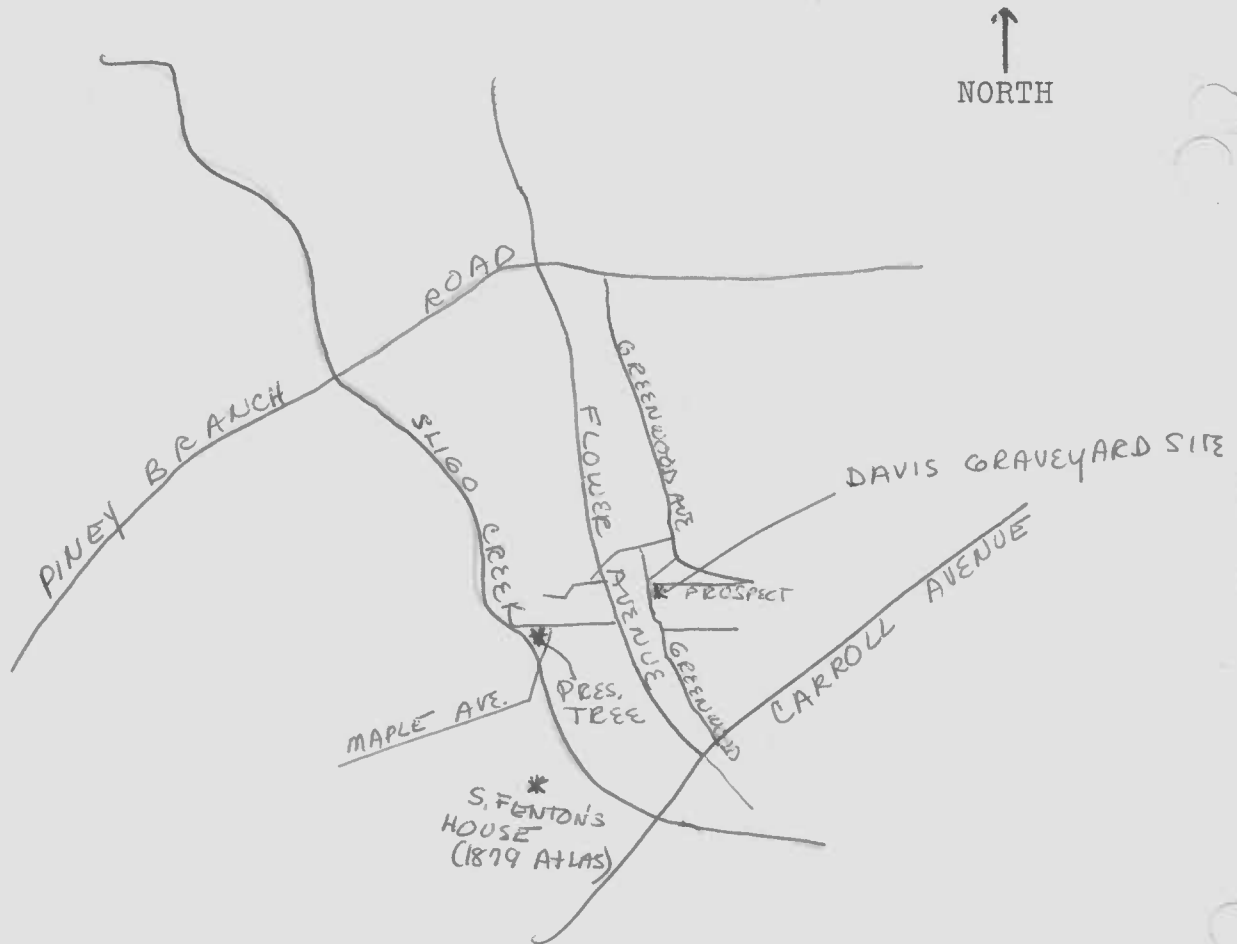 NORTH
PINEY BRANCH ROAD
SLIGO CREEK
FLOWER AVENUE
GREENWOOD AVE
DAVIS GRAVEYARD SITE
PROSPECT
GREENWOOD
CARROLL AVENUE
MAPLE AVE.
PRES.
TREE
S. FENTON'S
HOUSE
(1879 AtLAS)